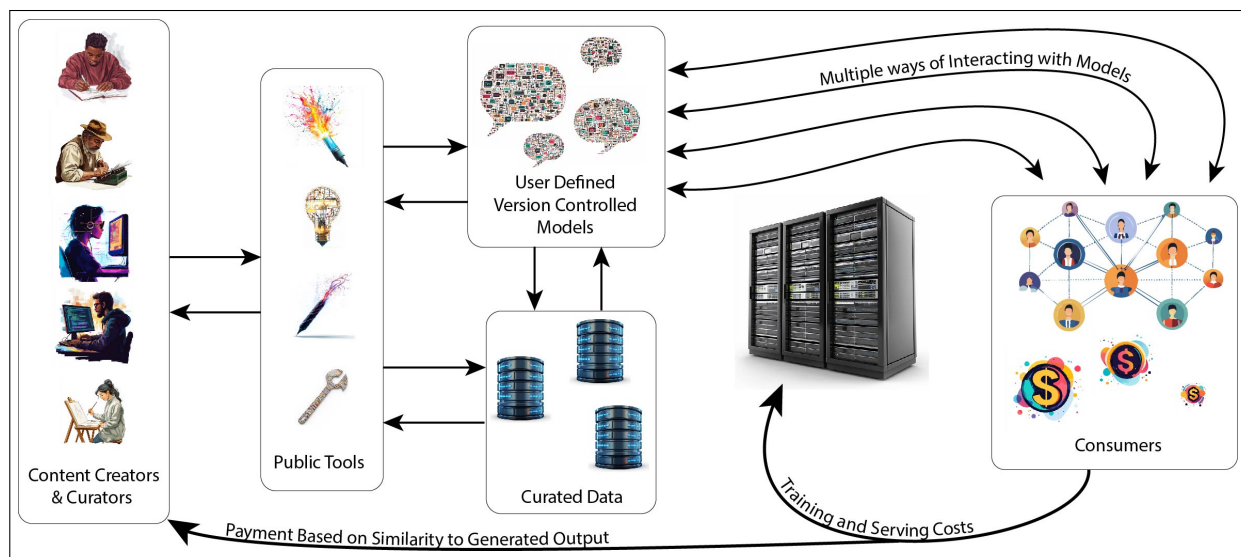 Content Creators
& Curators
Public Tools
User Defined
Version Controlled
Models
Curated Data
Multiple ways of Interacting with Models
$
$
$
Consumers
Training and Serving Costs
Payment Based on Similarity to Generated Output